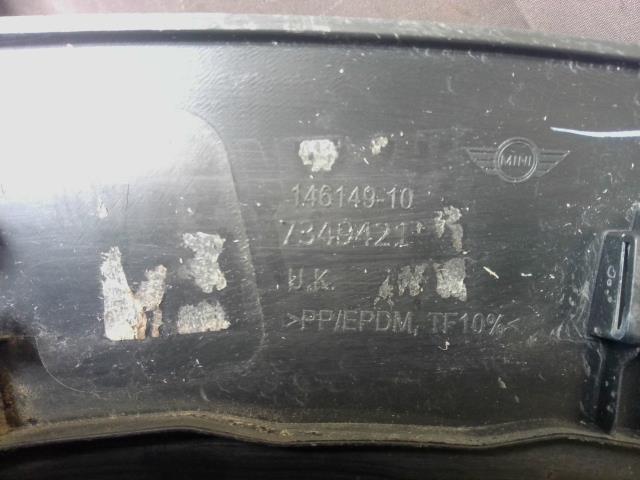 MINI
146149-10
7349421
U.K.
>PP/EPDM, TF10%<